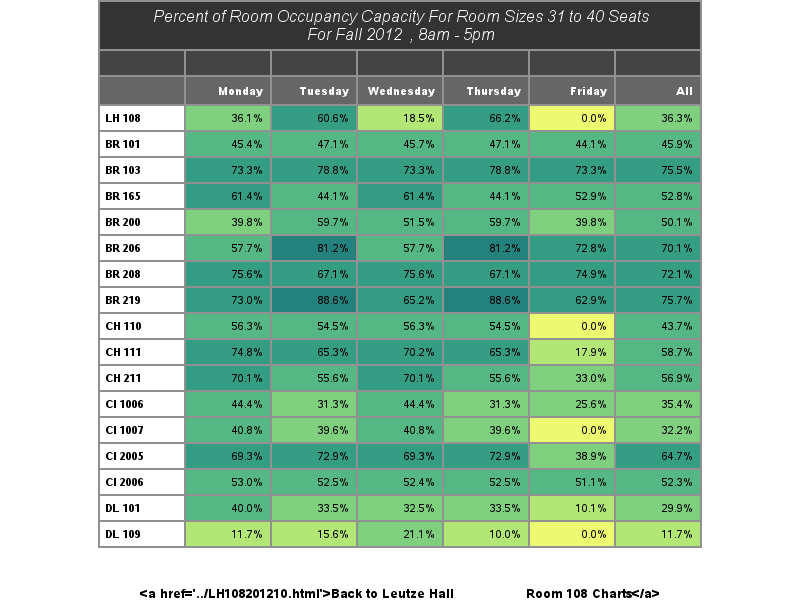 Percent of Room Occupancy Capacity For Room Sizes 31 to 40 Seats
For Fall 2012 , 8am - 5pm
Monday Tuesday Wednesday Thursday Friday All
LH 108 36.1% 60.6% 18.5% 66.2% 0.0% 36.3%
BR 101 45.4% 47.1% 45.7% 47.1% 44.1% 45.9%
BR 103 73.3% 78.8% 73.3% 78.8% 73.3% 75.5%
BR 165 61.4% 44.1% 61.4% 44.1% 52.9% 52.8%
BR 200 39.8% 59.7% 51.5% 59.7% 39.8% 50.1%
BR 206 57.7% 81.2% 57.7% 81.2% 72.8% 70.1%
BR 208 75.6% 67.1% 75.6% 67.1% 74.9% 72.1%
BR 219 73.0% 88.6% 65.2% 88.6% 62.9% 75.7%
CH 110 56.3% 54.5% 56.3% 54.5% 0.0% 43.7%
CH 111 74.8% 65.3% 70.2% 65.3% 17.9% 58.7%
CH 211 70.1% 55.6% 70.1% 55.6% 33.0% 56.9%
CI 1006 44.4% 31.3% 44.4% 31.3% 25.6% 35.4%
CI 1007 40.8% 39.6% 40.8% 39.6% 0.0% 32.2%
CI 2005 69.3% 72.9% 69.3% 72.9% 38.9% 64.7%
CI 2006 53.0% 52.5% 52.4% 52.5% 51.1% 52.3%
DL 101 40.0% 33.5% 32.5% 33.5% 10.1% 29.9%
DL 109 11.7% 15.6% 21.1% 10.0% 0.0% 11.7%
<a href='../LH108201210.html'>Back to Leutze Hall Room 108 Charts</a>